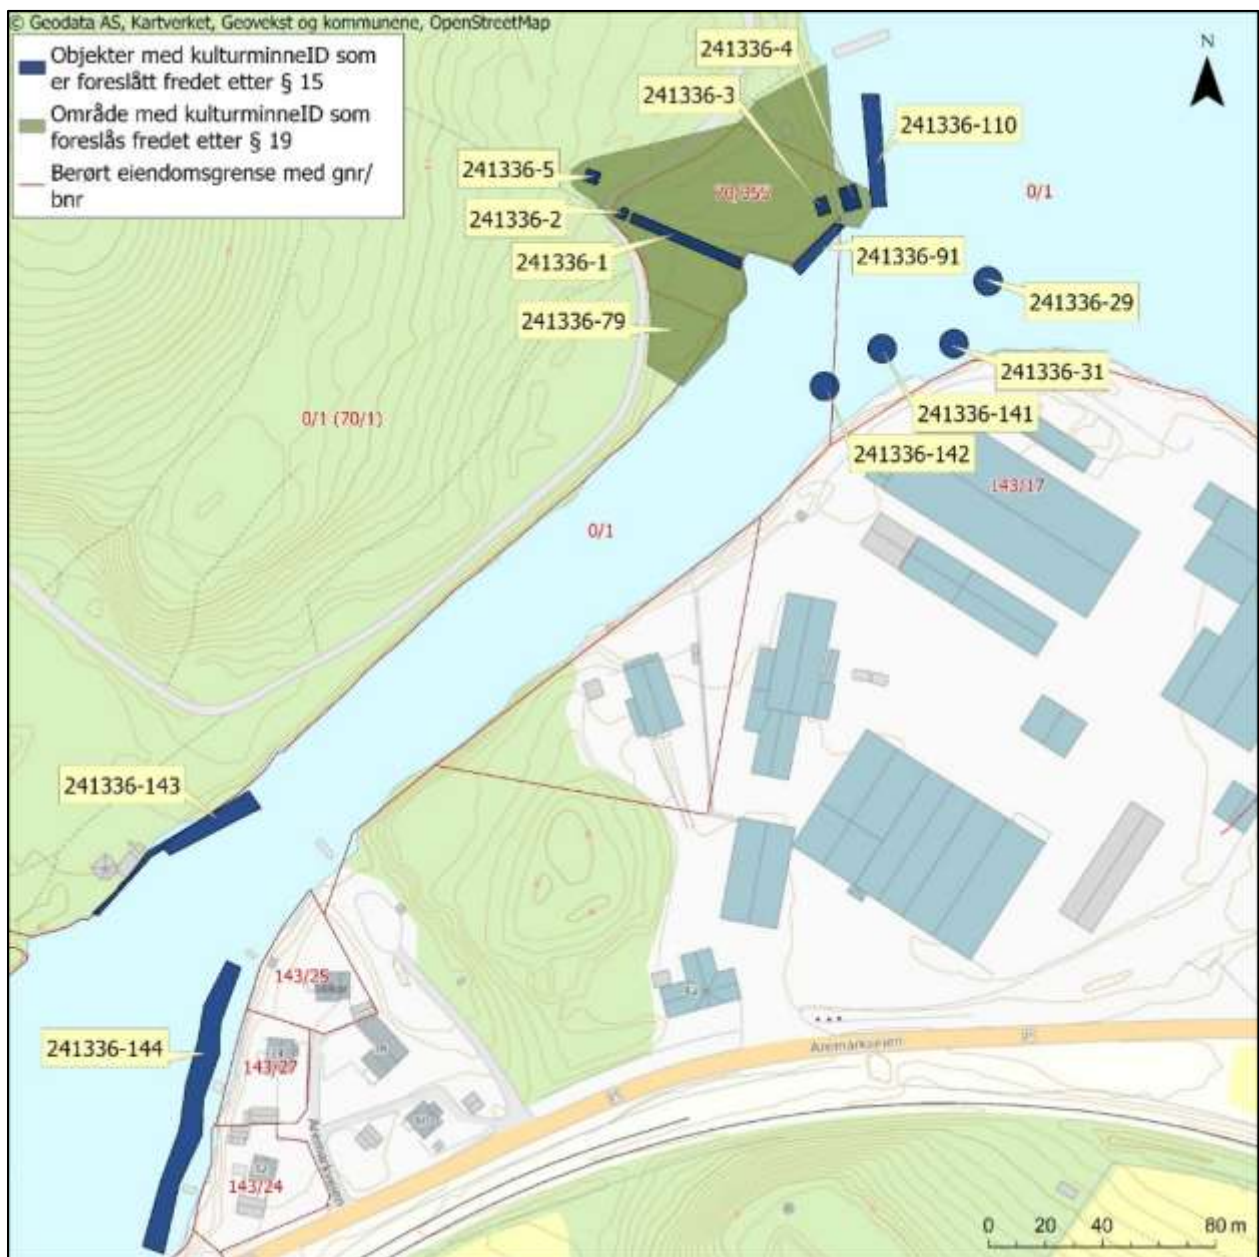 © Geodata AS, Kartverket, Geovekst og kommunene, OpenStreetMap
Objekter med kulturminneID som
er foreslått fredet etter § 15
Område med kulturminneID som
foreslås fredet etter § 19
Berørt eiendomsgrense med gnr/
bnr
N
241336-4
241336-3
241336-110
241336-5
70/355
0/1
241336-2
241336-1
241336-91
241336-29
241336-79
241336-31
241336-141
0/1 (70/1)
241336-142
143/17
0/1
241336-143
143/25
241336-144
Aremarkveien
143/27
Aremarkveien
143/24
0 20 40 80 m